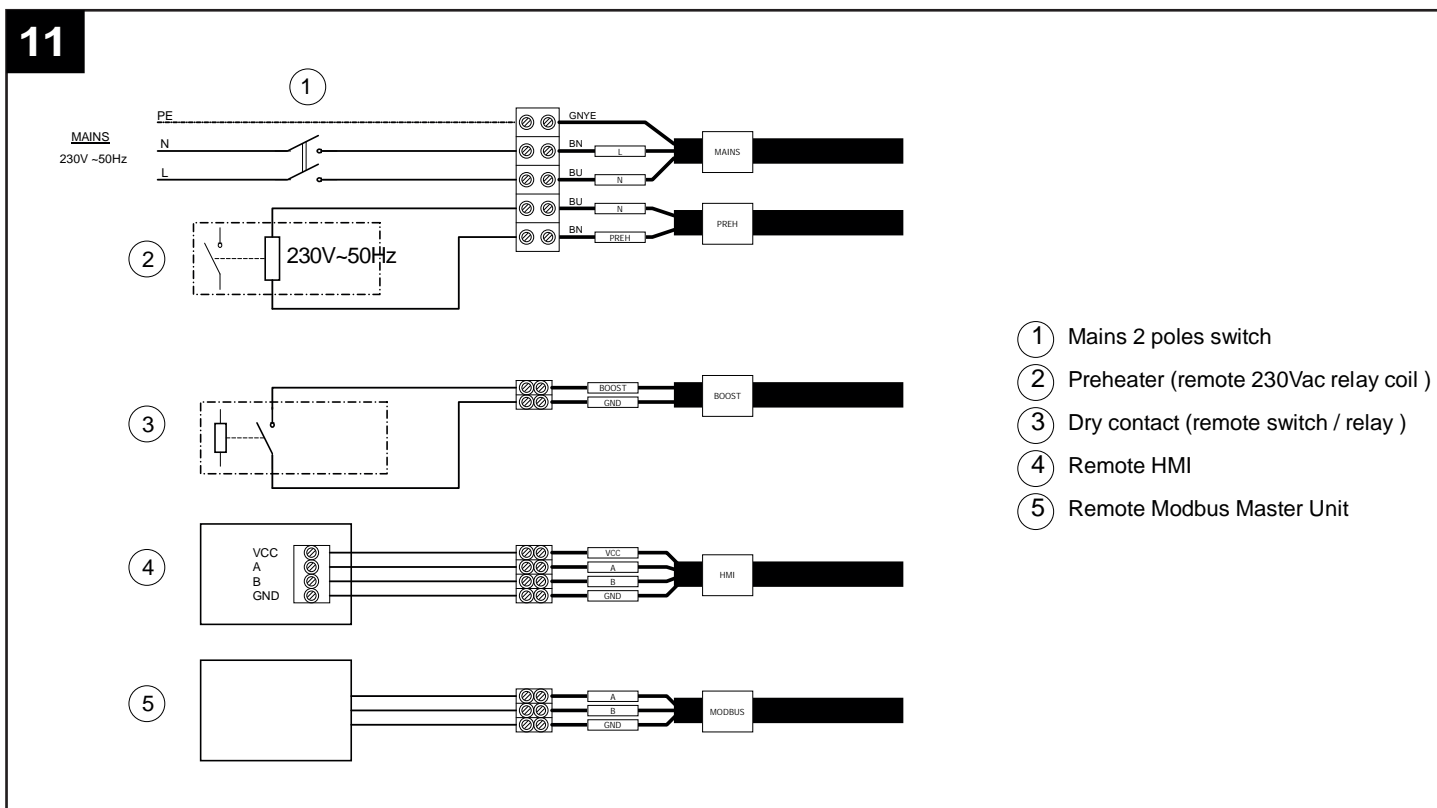 11
1
PE
GNYE
MAINS
230V ~50Hz
N
BN
L
MAINS
L
BU
N
BU
N
PREH
2
230V~50Hz
BN
PREH
1 Mains 2 poles switch
2 Preheater (remote 230Vac relay coil )
3 Dry contact (remote switch / relay )
4 Remote HMI
5 Remote Modbus Master Unit
3
BOOST
GND
BOOST
4
VCC
A
B
GND
VCC
A
B
GND
HMI
5
A
B
GND
MODBUS